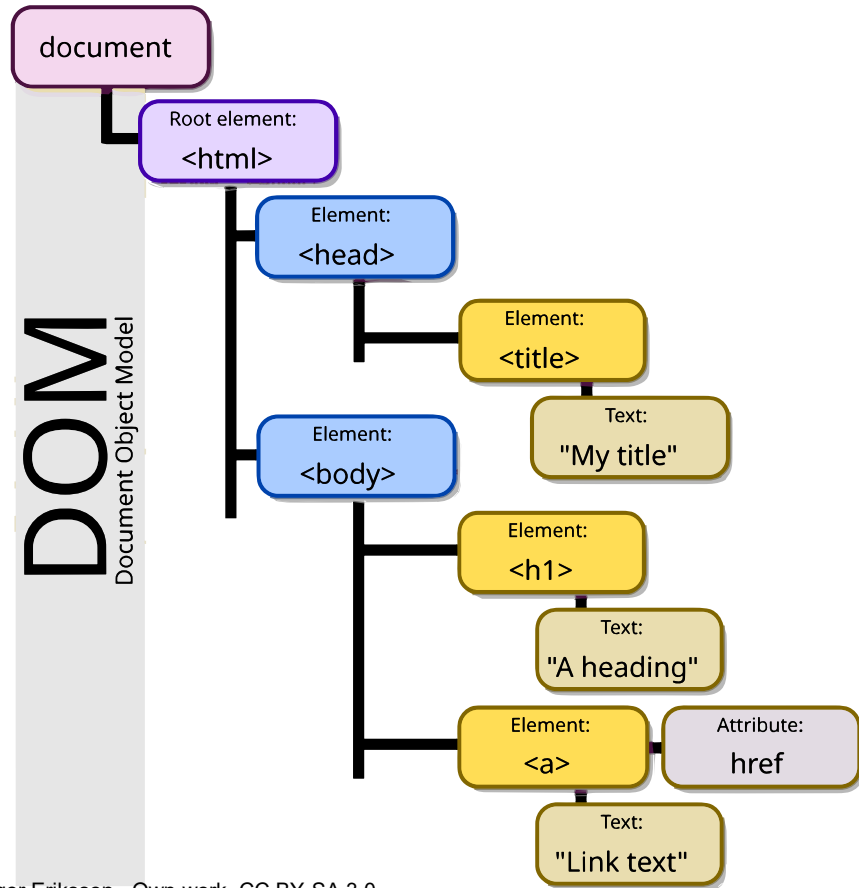 document
Root element:
<html>
Element:
<head>
Element:
<title>
Text:
"My title"
DOM
Document Object Model
Element:
<body>
Element:
<h1>
Text:
"A heading"
Element:
<a>
Attribute:
href
Text:
"Link text"
Eriksson - Own work, CC BY-SA 3.0